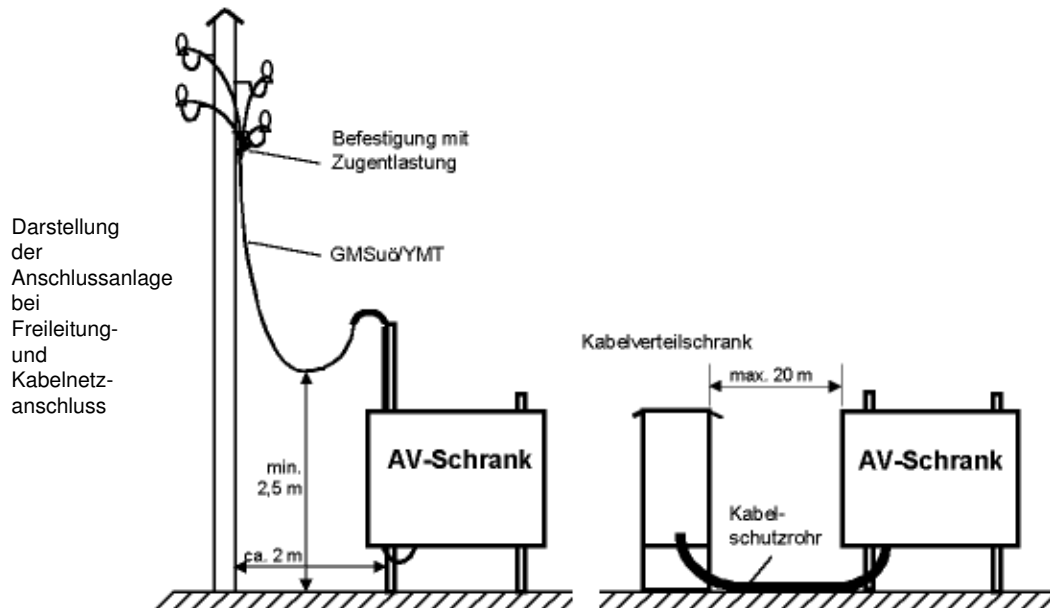 Darstellung
der
Anschlussanlage
bei
Freileitung-
und
Kabelnetz-
anschluss
Befestigung mit
Zugentlastung
GMSuö/YMT
min.
2,5 m
ca. 2 m
AV-Schrank
Kabelverteilschrank
max. 20 m
AV-Schrank
Kabel-
schutzrohr